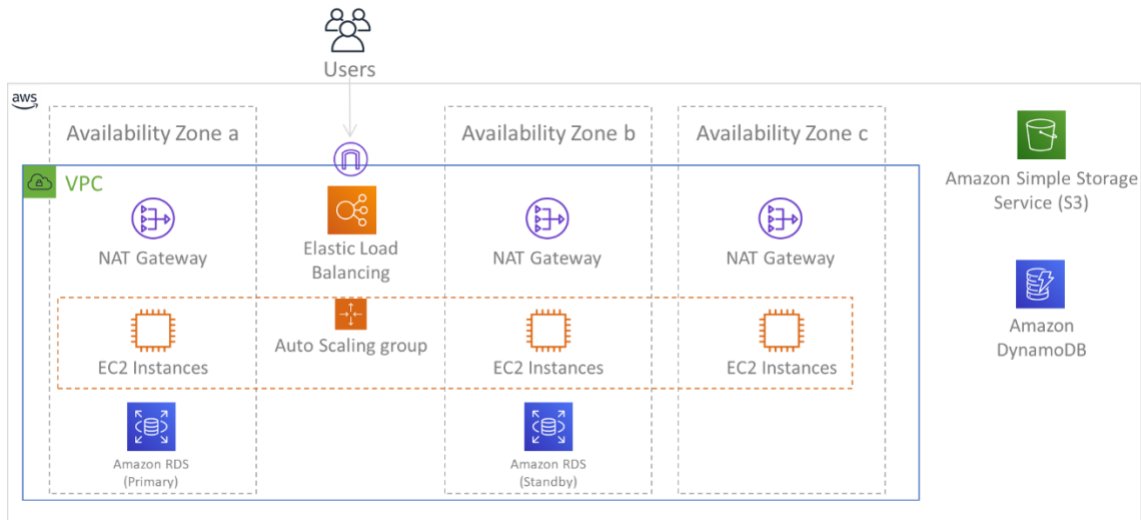 Users
aws
Availability Zone a
Availability Zone b
Availability Zone c
VPC
Amazon Simple Storage
Service (S3)
NAT Gateway
Elastic Load
Balancing
NAT Gateway
NAT Gateway
Amazon
DynamoDB
Auto Scaling group
EC2 Instances
EC2 Instances
EC2 Instances
Amazon RDS
(Primary)
Amazon RDS
(Standby)